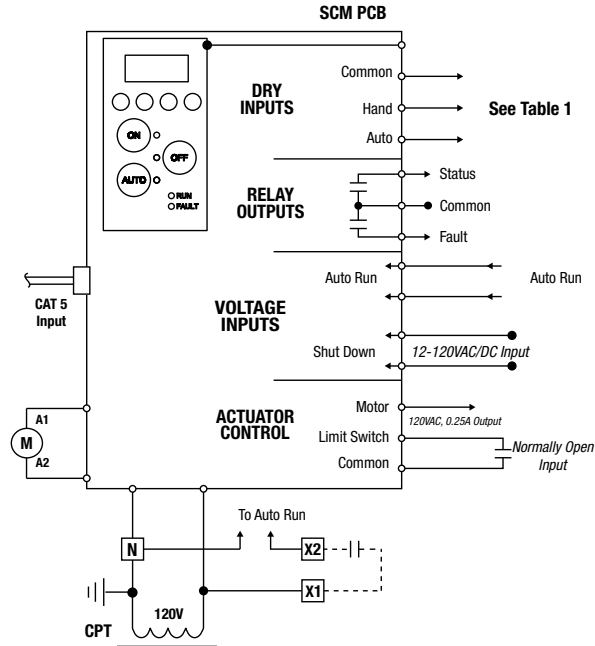 SCM PCB
DRY
INPUTS
Common
Hand
Auto
See Table 1
ON
OFF
AUTO
RUN
FAULT
RELAY
OUTPUTS
Status
Common
Fault
CAT 5
Input
VOLTAGE
INPUTS
Auto Run
Auto Run
Shut Down
12-120VAC/DC Input
ACTUATOR
CONTROL
Motor
120VAC, 0.25A Output
Limit Switch
Common
Normally Open
Input
A1
M
A2
To Auto Run
N
X2
X1
120V
CPT